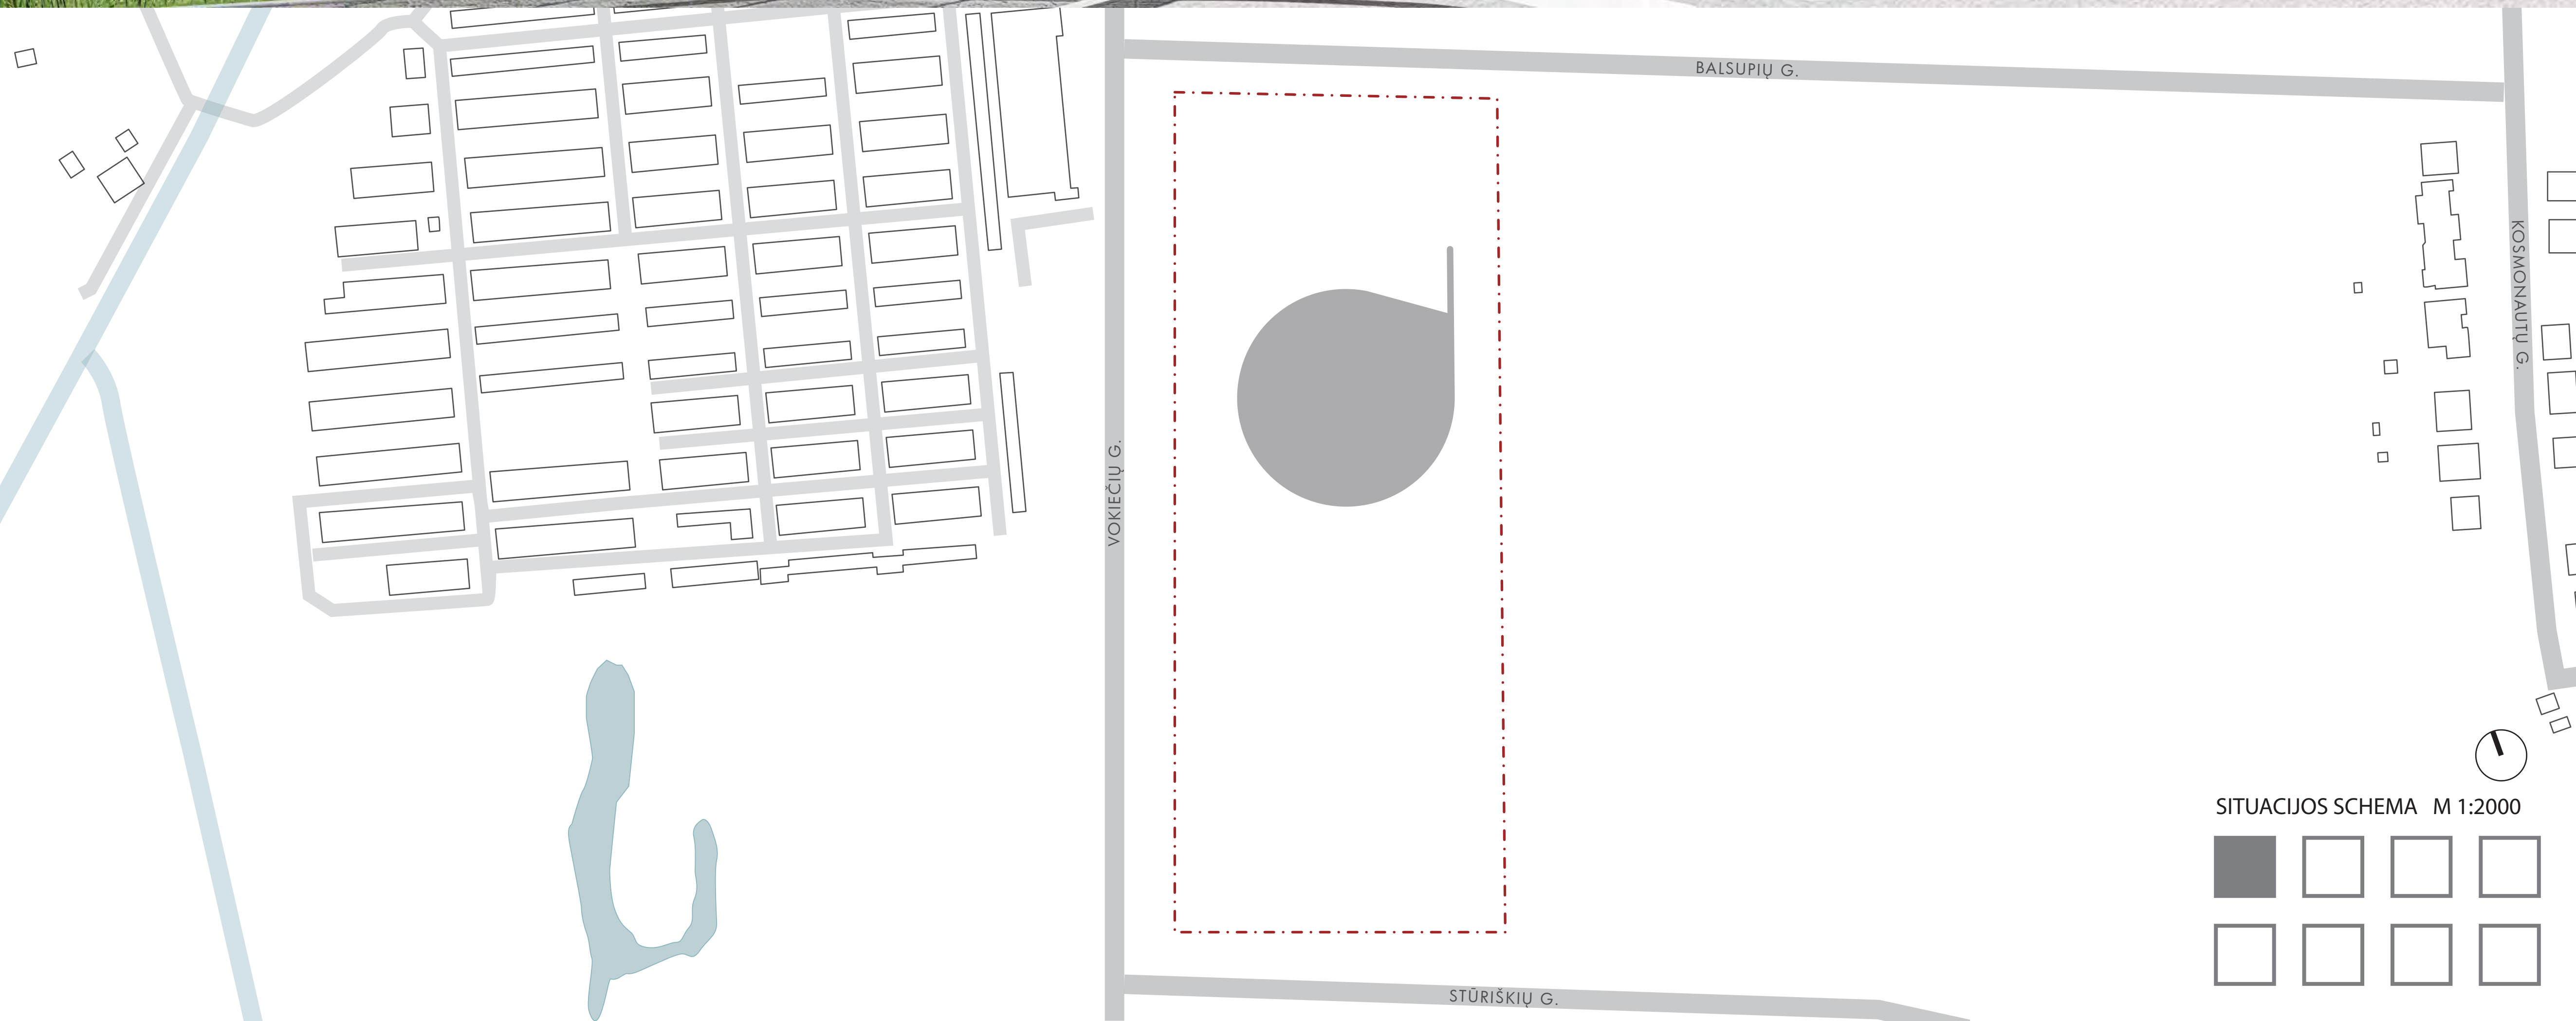 BALSUPIŲ G.
KOSMONAUTŲ G.
VOKIEČIŲ G.
SITUACIJOS SCHEMA M 1:2000
STŪRIŠKIŲ G.